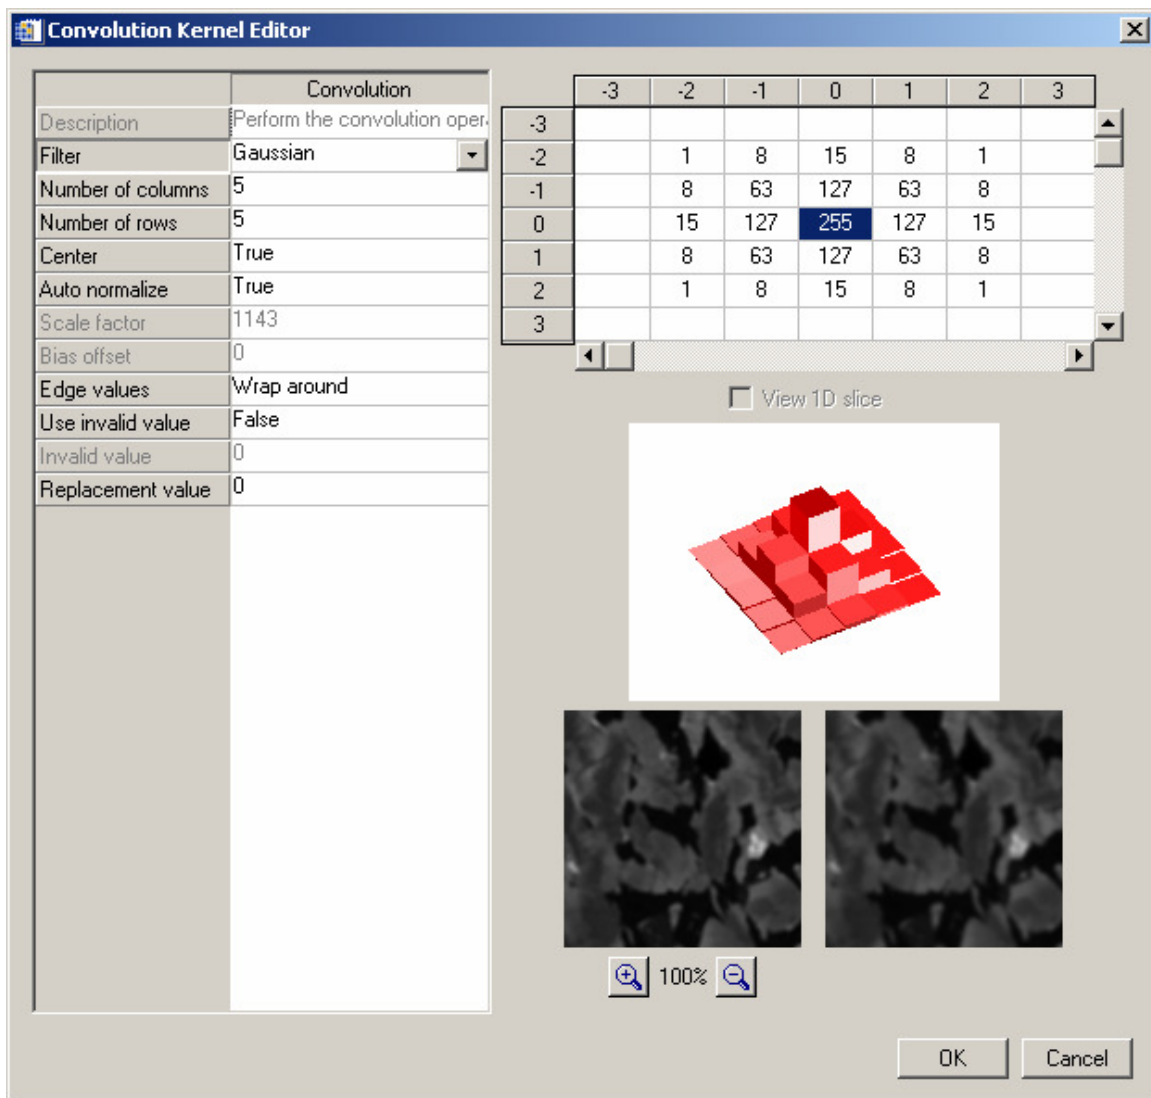 Convolution Kernel Editor
Convolution
Description Perform the convolution oper
Filter Gaussian
Number of columns 5
Number of rows 5
Center True
Auto normalize True
Scale factor 1143
Bias offset 0
Edge values Wrap around
Use invalid value False
Invalid value 0
Replacement value 0
-3 -2 -1 0 1 2 3
-3
-2 1 8 15 8 1
-1 8 63 127 63 8
0 15 127 255 127 15
1 8 63 127 63 8
2 1 8 15 8 1
3
View 1D slice
100%
OK Cancel